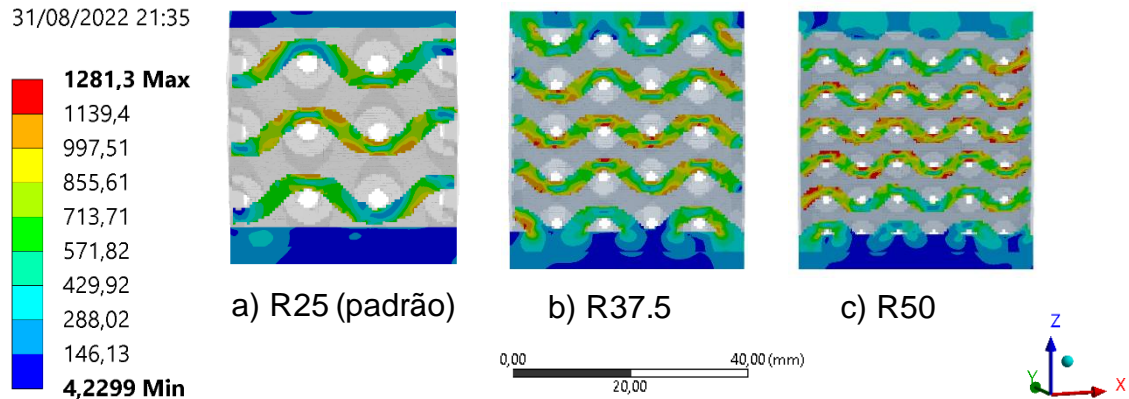 31/08/2022 21:35
1281,3 Max
1139,4
997,51
855,61
713,71
571,82
429,92
288,02
146,13
4,2299 Min
a) R25 (padrão)
b) R37.5
c) R50
0,00
40,00 (mm)
20,00
Z
Y
X